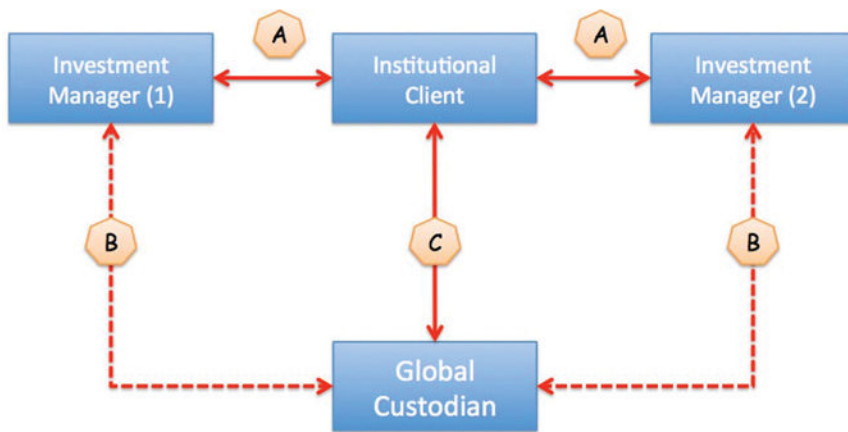 A
A
Investment
Manager (1)
Institutional
Client
Investment
Manager (2)
B
C
B
Global
Custodian